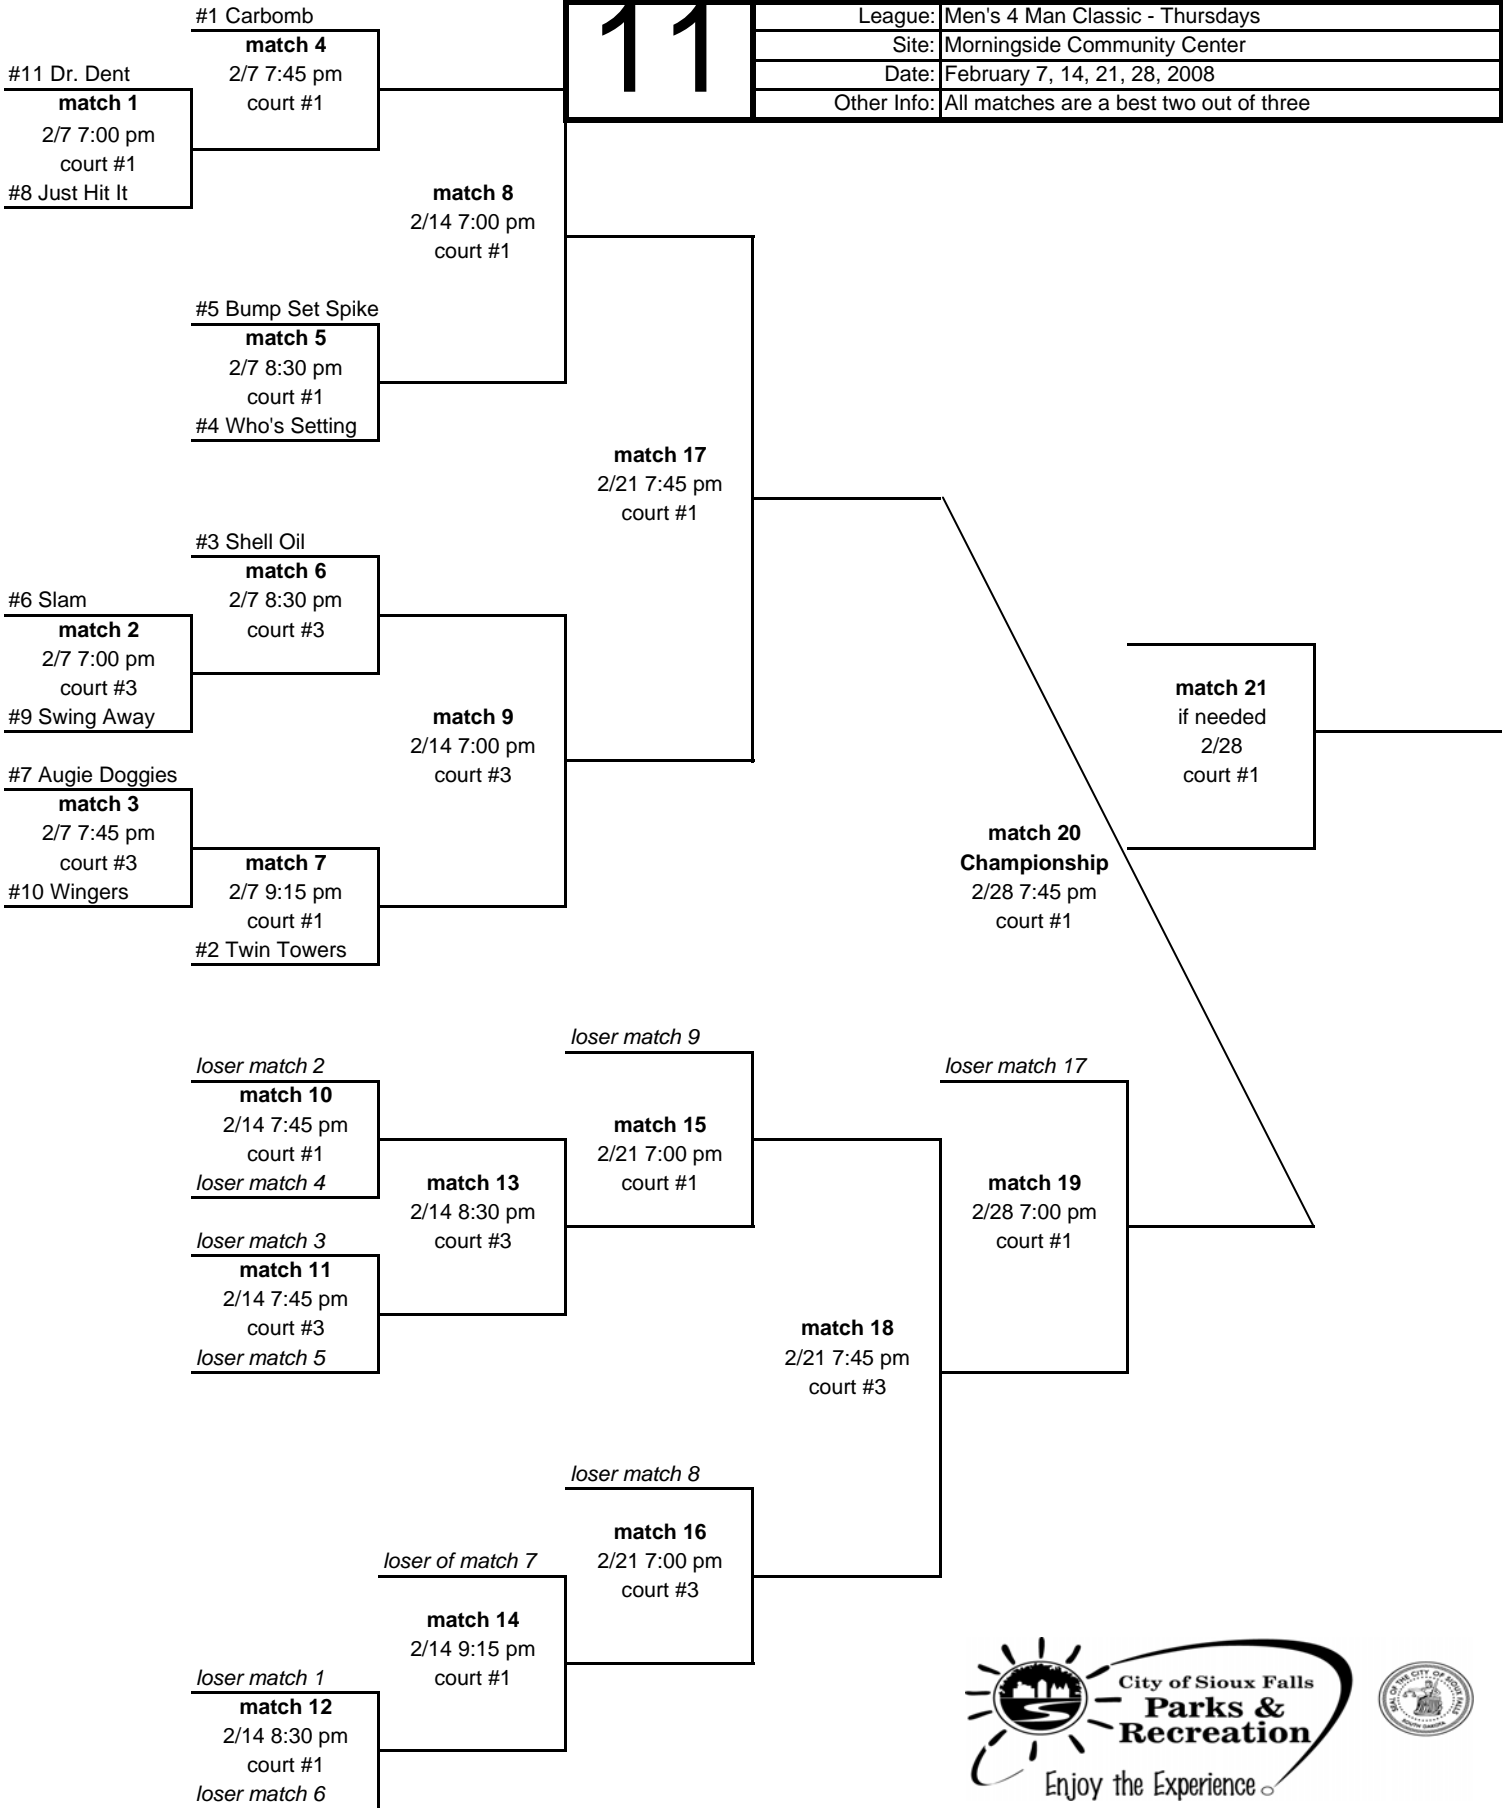 11
League: Men's 4 Man Classic - Thursdays
Site: Morningside Community Center
Date: February 7, 14, 21, 28, 2008
Other Info: All matches are a best two out of three
#1 Carbomb
match 4
2/7 7:45 pm
court #1
#11 Dr. Dent
match 1
2/7 7:00 pm
court #1
#8 Just Hit It
match 8
2/14 7:00 pm
court #1
#5 Bump Set Spike
match 5
2/7 8:30 pm
court #1
#4 Who's Setting
match 17
2/21 7:45 pm
court #1
#3 Shell Oil
match 6
2/7 8:30 pm
court #3
#6 Slam
match 2
2/7 7:00 pm
court #3
#9 Swing Away
match 9
2/14 7:00 pm
court #3
#7 Augie Doggies
match 3
2/7 7:45 pm
court #3
#10 Wingers
match 7
2/7 9:15 pm
court #1
#2 Twin Towers
match 21
if needed
2/28
court #1
match 20
Championship
2/28 7:45 pm
court #1
loser match 2
match 10
2/14 7:45 pm
court #1
loser match 4
loser match 3
match 11
2/14 7:45 pm
court #3
loser match 5
match 13
2/14 8:30 pm
court #3
loser match 9
match 15
2/21 7:00 pm
court #1
loser match 17
match 19
2/28 7:00 pm
court #1
match 18
2/21 7:45 pm
court #3
loser match 8
match 16
2/21 7:00 pm
court #3
loser of match 7
match 14
2/14 9:15 pm
court #1
loser match 1
match 12
2/14 8:30 pm
court #1
loser match 6
City of Sioux Falls
Parks &
Recreation
Enjoy the Experience
SEAL OF THE CITY OF SIOUX FALLS
SOUTH DAKOTA